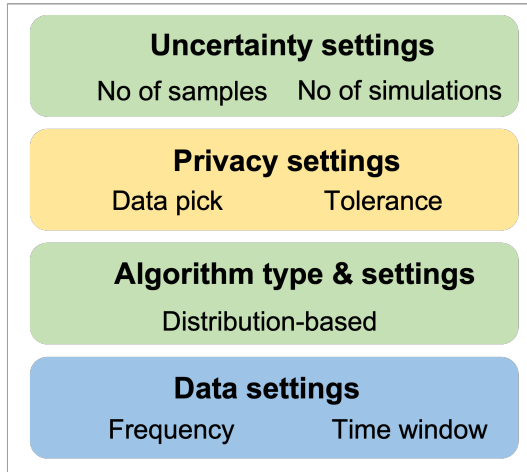 Uncertainty settings
No of samples No of simulations
Privacy settings
Data pick Tolerance
Algorithm type & settings
Distribution-based
Data settings
Frequency Time window